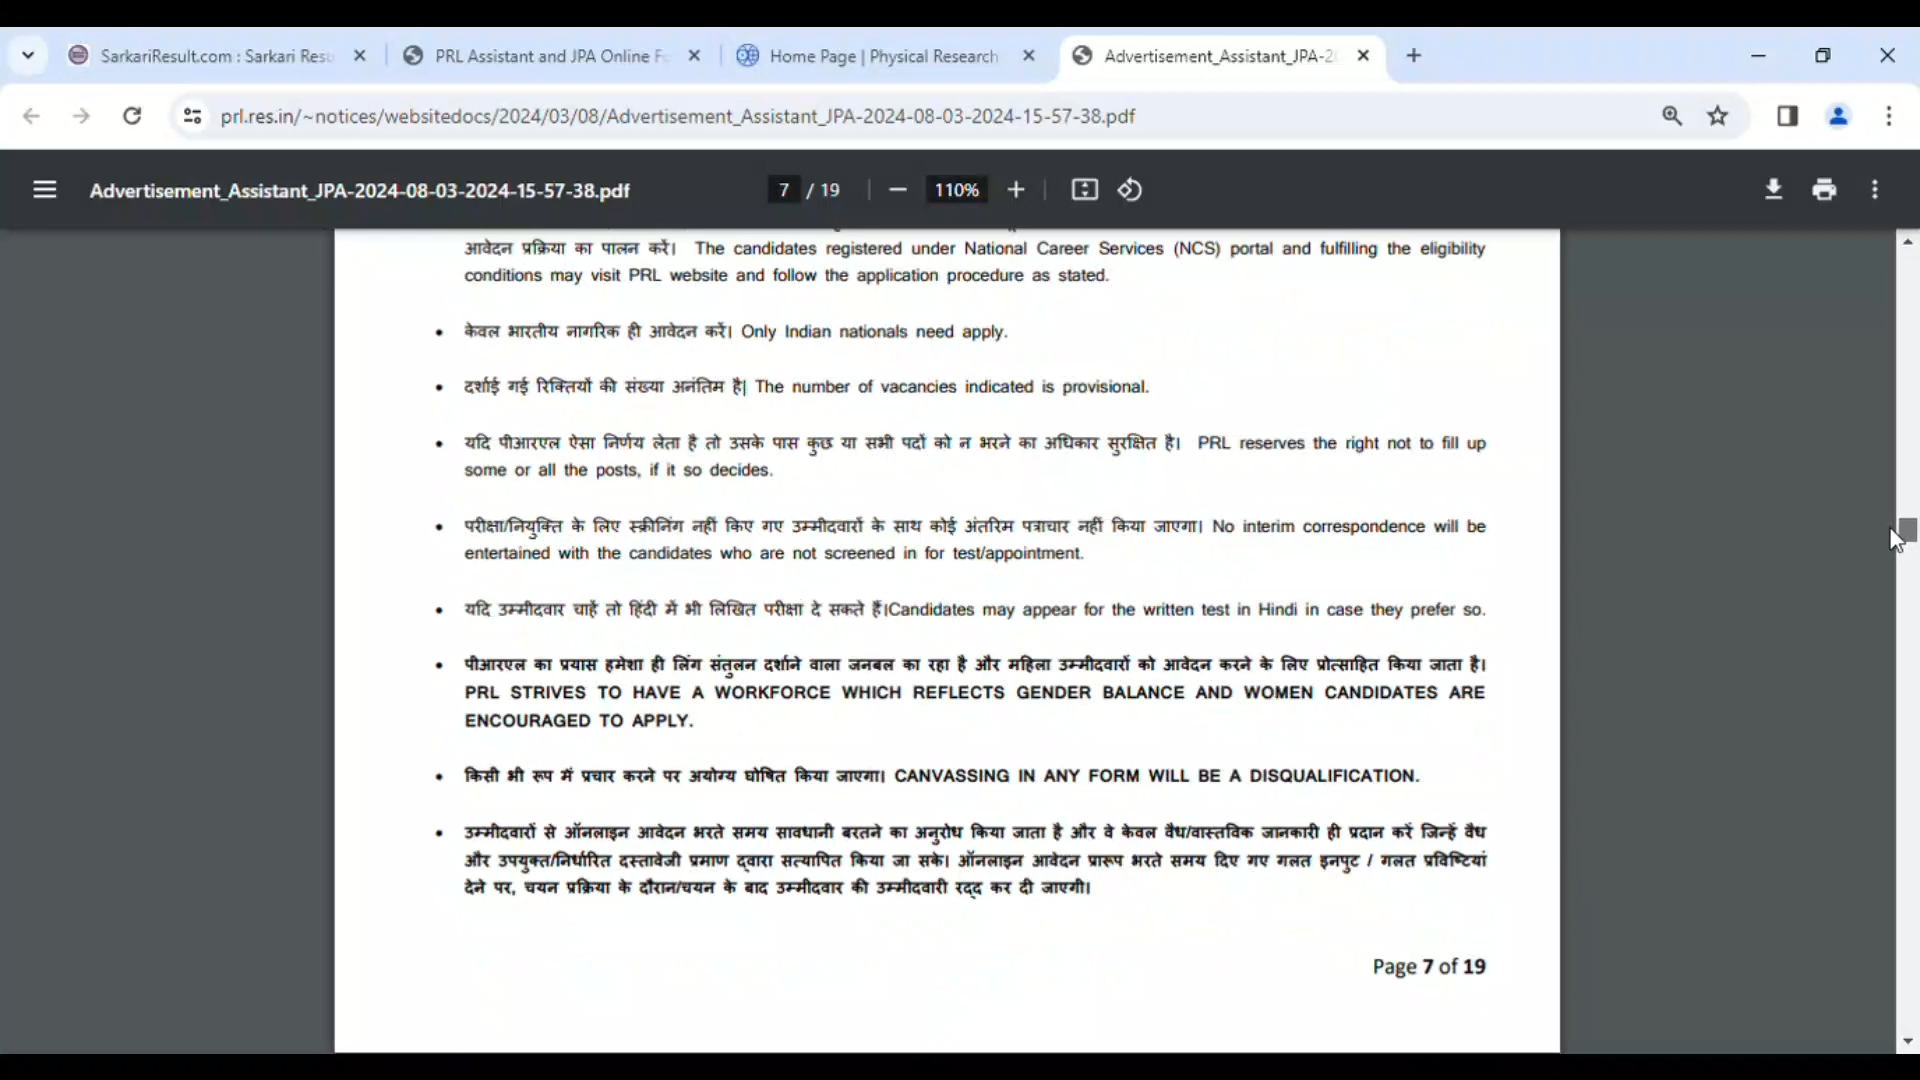 SarkariResult.com : Sarkari Resu
PRL Assistant and JPA Online Fo
Home Page | Physical Research
Advertisement_Assistant_JPA-2
prl.res.in/~notices/websitedocs/2024/03/08/Advertisement_Assistant_JPA-2024-08-03-2024-15-57-38.pdf
Advertisement_Assistant_JPA-2024-08-03-2024-15-57-38.pdf
7 / 19
110%
आवेदन प्रक्रिया का पालन करें। The candidates registered under National Career Services (NCS) portal and fulfilling the eligibility
conditions may visit PRL website and follow the application procedure as stated.
• केवल भारतीय नागरिक ही आवेदन करें। Only Indian nationals need apply.
• दर्शाई गई रिक्तियों की संख्या अनंतिम है| The number of vacancies indicated is provisional.
• यदि पीआरएल ऐसा निर्णय लेता है तो उसके पास कुछ या सभी पदों को न भरने का अधिकार सुरक्षित है। PRL reserves the right not to fill up
some or all the posts, if it so decides.
• परीक्षा/नियुक्ति के लिए स्क्रीनिंग नहीं किए गए उम्मीदवारों के साथ कोई अंतरिम पत्राचार नहीं किया जाएगा। No interim correspondence will be
entertained with the candidates who are not screened in for test/appointment.
• यदि उम्मीदवार चाहें तो हिंदी में भी लिखित परीक्षा दे सकते हैं।Candidates may appear for the written test in Hindi in case they prefer so.
• पीआरएल का प्रयास हमेशा ही लिंग संतुलन दर्शाने वाला जनबल का रहा है और महिला उम्मीदवारों को आवेदन करने के लिए प्रोत्साहित किया जाता है।
PRL STRIVES TO HAVE A WORKFORCE WHICH REFLECTS GENDER BALANCE AND WOMEN CANDIDATES ARE
ENCOURAGED TO APPLY.
• किसी भी रूप में प्रचार करने पर अयोग्य घोषित किया जाएगा। CANVASSING IN ANY FORM WILL BE A DISQUALIFICATION.
• उम्मीदवारों से ऑनलाइन आवेदन भरते समय सावधानी बरतने का अनुरोध किया जाता है और वे केवल वैध/वास्तविक जानकारी ही प्रदान करें जिन्हें वैध
और उपयुक्त/निर्धारित दस्तावेजी प्रमाण द्वारा सत्यापित किया जा सके। ऑनलाइन आवेदन प्रारूप भरते समय दिए गए गलत इनपुट / गलत प्रविष्टियां
देने पर, चयन प्रक्रिया के दौरान/चयन के बाद उम्मीदवार की उम्मीदवारी रद्द कर दी जाएगी।
Page 7 of 19